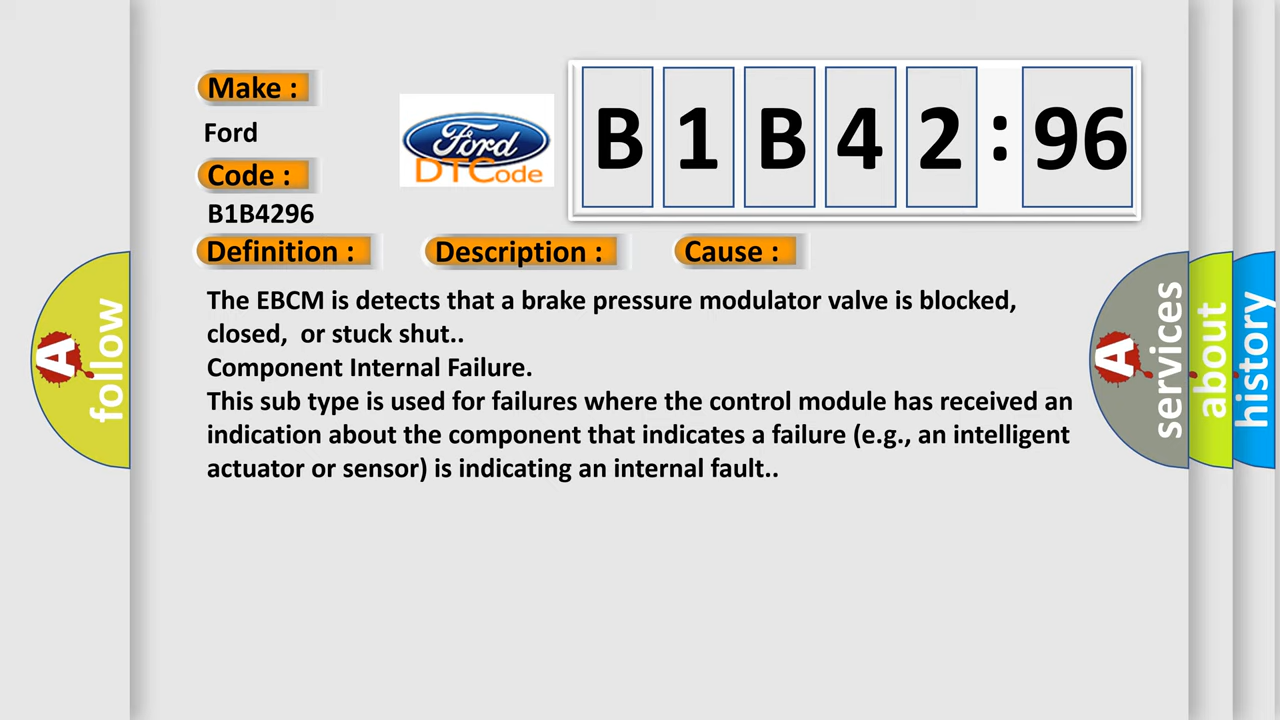 Make :
Ford
Code :
B1B4296
Ford
DTCode
B1B42:96
Definition :
Description :
Cause :
The EBCM is detects that a brake pressure modulator valve is blocked,
closed, or stuck shut..
Component Internal Failure.
This sub type is used for failures where the control module has received an
indication about the component that indicates a failure (e.g., an intelligent
actuator or sensor) is indicating an internal fault..
A follow
A services
about
history